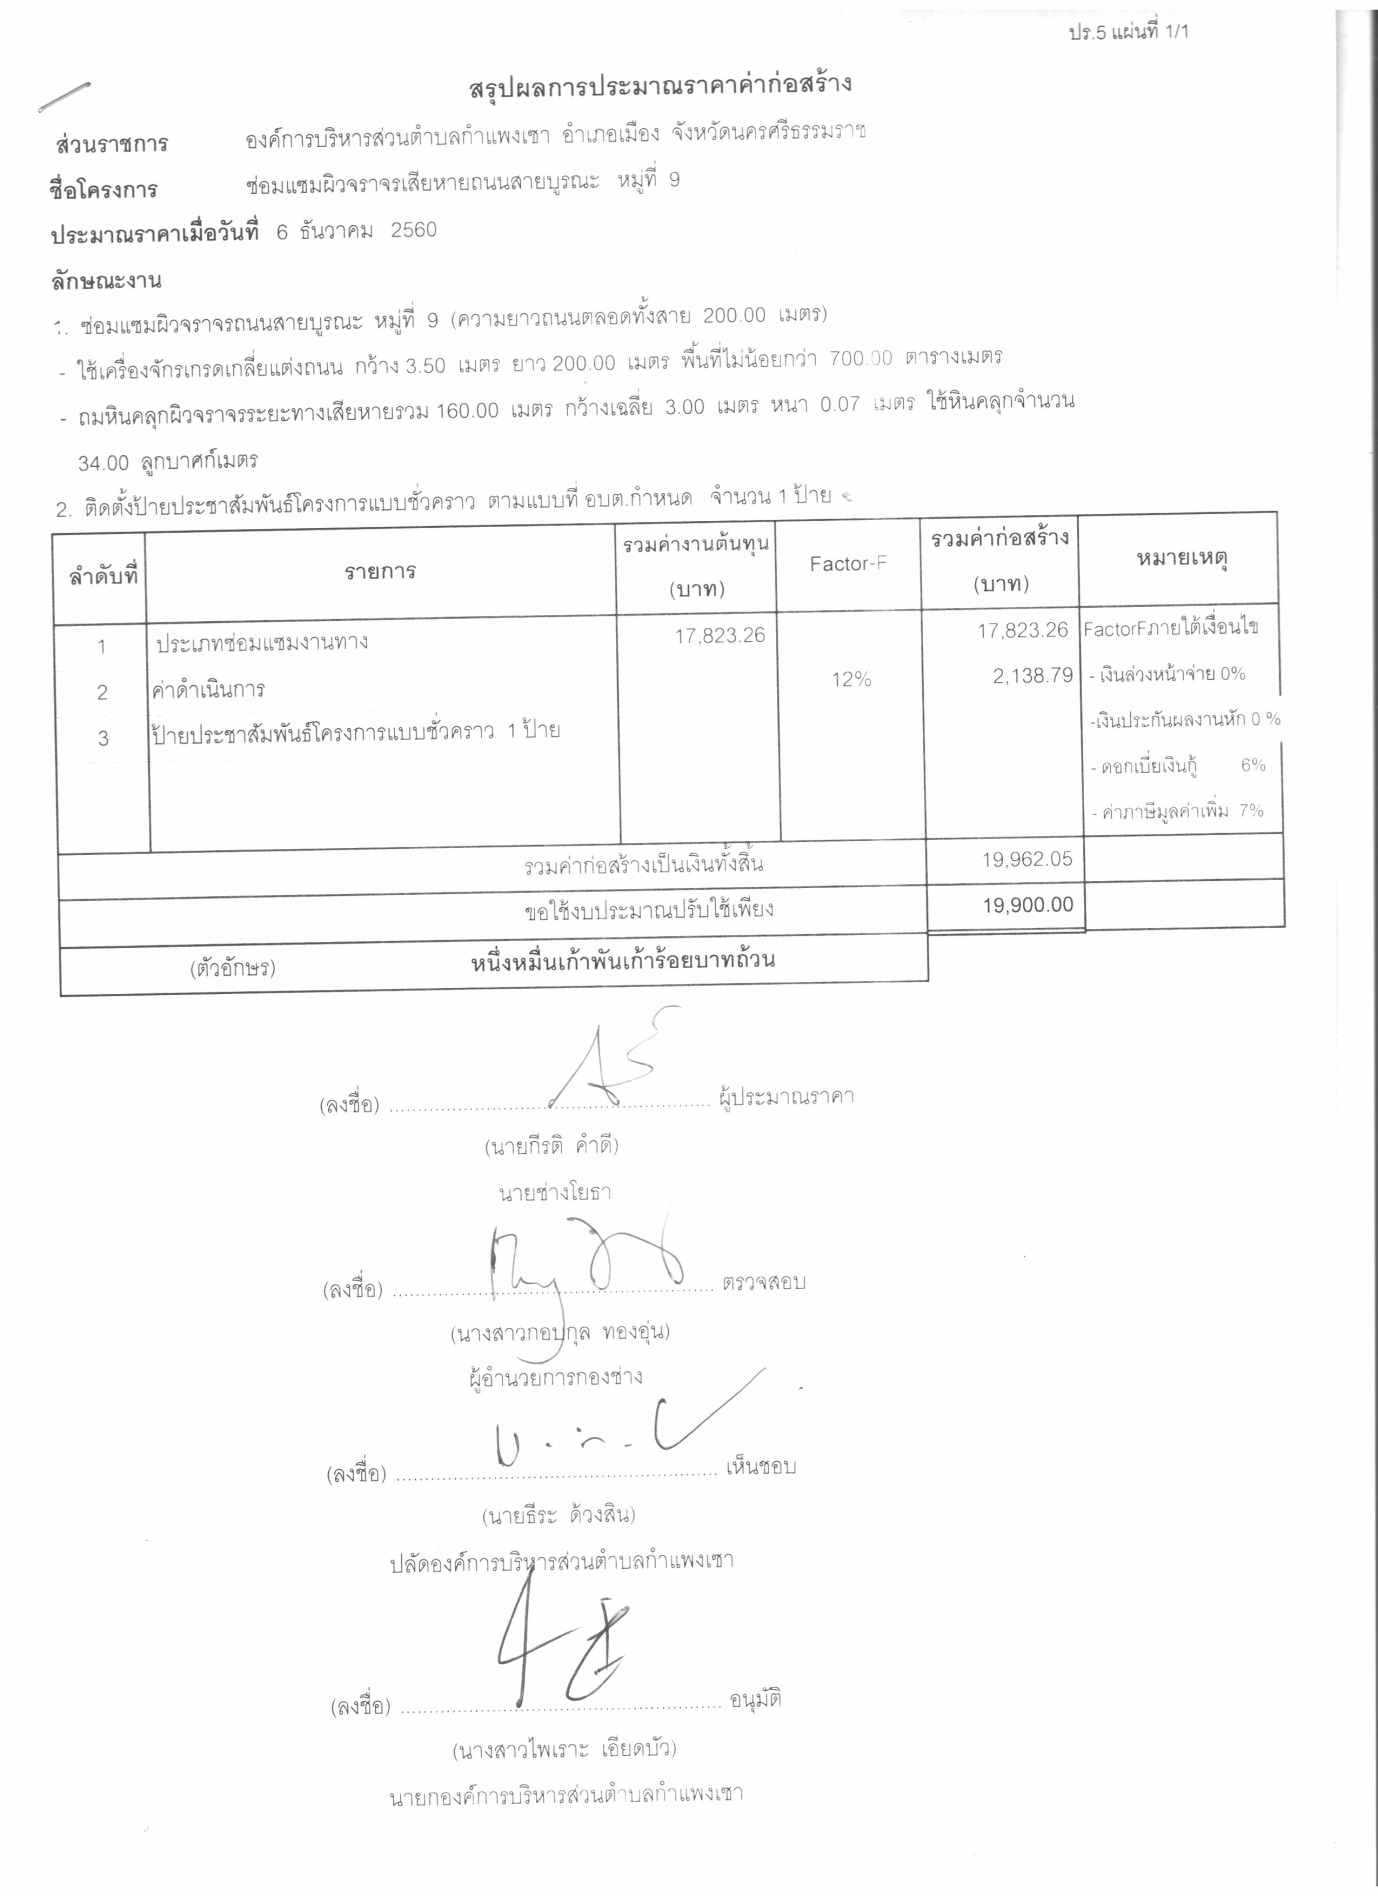 ปร.5 แผ่นที่ 1/1
สรุปผลการประมาณราคาค่าก่อสร้าง
ส่วนราชการ องค์การบริหารส่วนตำบลกำแพงเซา อำเภอเมือง จังหวัดนครศรีธรรมราช
ชื่อโครงการ ซ่อมแซมผิวจราจรเสียหายถนนสายบูรณะ หมู่ที่ 9
ประมาณราคาเมื่อวันที่ 6 ธันวาคม 2560
ลักษณะงาน
1. ซ่อมแซมผิวจราจรถนนสายบูรณะ หมู่ที่ 9 (ความยาวถนนตลอดทั้งสาย 200.00 เมตร)
- ใช้เครื่องจักรเกรดเกลี่ยแต่งถนน กว้าง 3.50 เมตร ยาว 200.00 เมตร พื้นที่ไม่น้อยกว่า 700.00 ตารางเมตร
- ถมหินคลุกผิวจราจรระยะทางเสียหายรวม 160.00 เมตร กว้างเฉลี่ย 3.00 เมตร หนา 0.07 เมตร ใช้หินคลุกจำนวน
34.00 ลูกบาศก์เมตร
2. ติดตั้งป้ายประชาสัมพันธ์โครงการแบบชั่วคราว ตามแบบที่ อบต.กำหนด จำนวน 1 ป้าย
ลำดับที่ รายการ รวมค่างานต้นทุน (บาท) Factor-F รวมค่าก่อสร้าง (บาท) หมายเหตุ
1 ประเภทซ่อมแซมงานทาง 17,823.26 17,823.26 FactorFภายใต้เงื่อนไข
2 ค่าดำเนินการ 12% 2,138.79 - เงินล่วงหน้าจ่าย 0%
3 ป้ายประชาสัมพันธ์โครงการแบบชั่วคราว 1 ป้าย -เงินประกันผลงานหัก 0 %
- ดอกเบี้ยเงินกู้ 6%
- ค่าภาษีมูลค่าเพิ่ม 7%
รวมค่าก่อสร้างเป็นเงินทั้งสิ้น 19,962.05
ขอใช้งบประมาณปรับใช้เพียง 19,900.00
(ตัวอักษร) หนึ่งหมื่นเก้าพันเก้าร้อยบาทถ้วน
(ลงชื่อ) ........................................ ผู้ประมาณราคา
(นายกีรติ คำดี)
นายช่างโยธา
(ลงชื่อ) ........................................ ตรวจสอบ
(นางสาวกอบกุล ทองอุ่น)
ผู้อำนวยการกองช่าง
(ลงชื่อ) ........................................ เห็นชอบ
(นายธีระ ด้วงสิน)
ปลัดองค์การบริหารส่วนตำบลกำแพงเซา
(ลงชื่อ) ........................................ อนุมัติ
(นางสาวไพเราะ เอียดบัว)
นายกองค์การบริหารส่วนตำบลกำแพงเซา